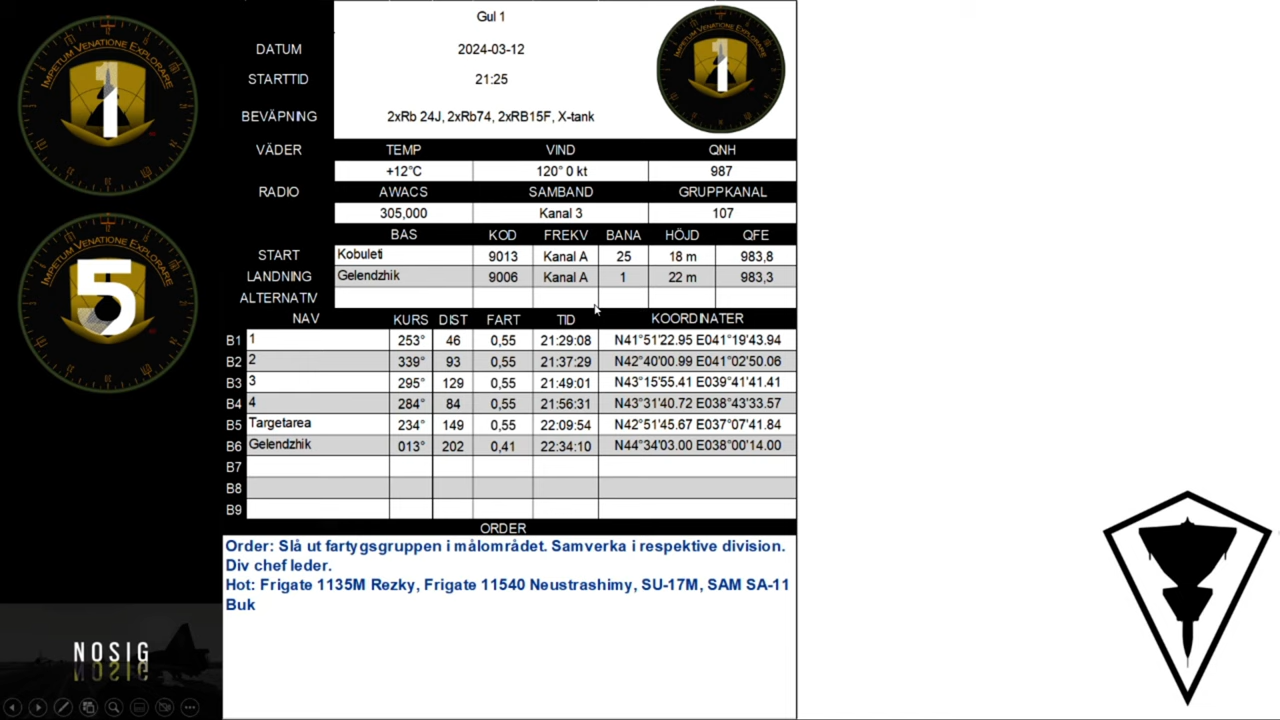 IMPETUM VENATIONE EXPLORARE
1
IMPETUM VENATIONE EXPLORARE
5
NOSIG
Gul 1
DATUM 2024-03-12
STARTTID 21:25
BEVÄPNING 2xRb 24J, 2xRb74, 2xRB15F, X-tank
IMPETUM VENATIONE EXPLORARE
1
VÄDER TEMP VIND QNH
+12°C 120° 0 kt 987
RADIO AWACS SAMBAND GRUPPKANAL
305,000 Kanal 3 107
BAS KOD FREKV BANA HÖJD QFE
START Kobuleti 9013 Kanal A 25 18 m 983,8
LANDNING Gelendzhik 9006 Kanal A 1 22 m 983,3
ALTERNATIV
NAV KURS DIST FART TID KOORDINATER
B1 1 253° 46 0,55 21:29:08 N41°51'22.95 E041°19'43.94
B2 2 339° 93 0,55 21:37:29 N42°40'00.99 E041°02'50.06
B3 3 295° 129 0,55 21:49:01 N43°15'55.41 E039°41'41.41
B4 4 284° 84 0,55 21:56:31 N43°31'40.72 E038°43'33.57
B5 Targetarea 234° 149 0,55 22:09:54 N42°51'45.67 E037°07'41.84
B6 Gelendzhik 013° 202 0,41 22:34:10 N44°34'03.00 E038°00'14.00
B7
B8
B9
ORDER
Order: Slå ut fartygsgruppen i målområdet. Samverka i respektive division.
Div chef leder.
Hot: Frigate 1135M Rezky, Frigate 11540 Neustrashimy, SU-17M, SAM SA-11
Buk